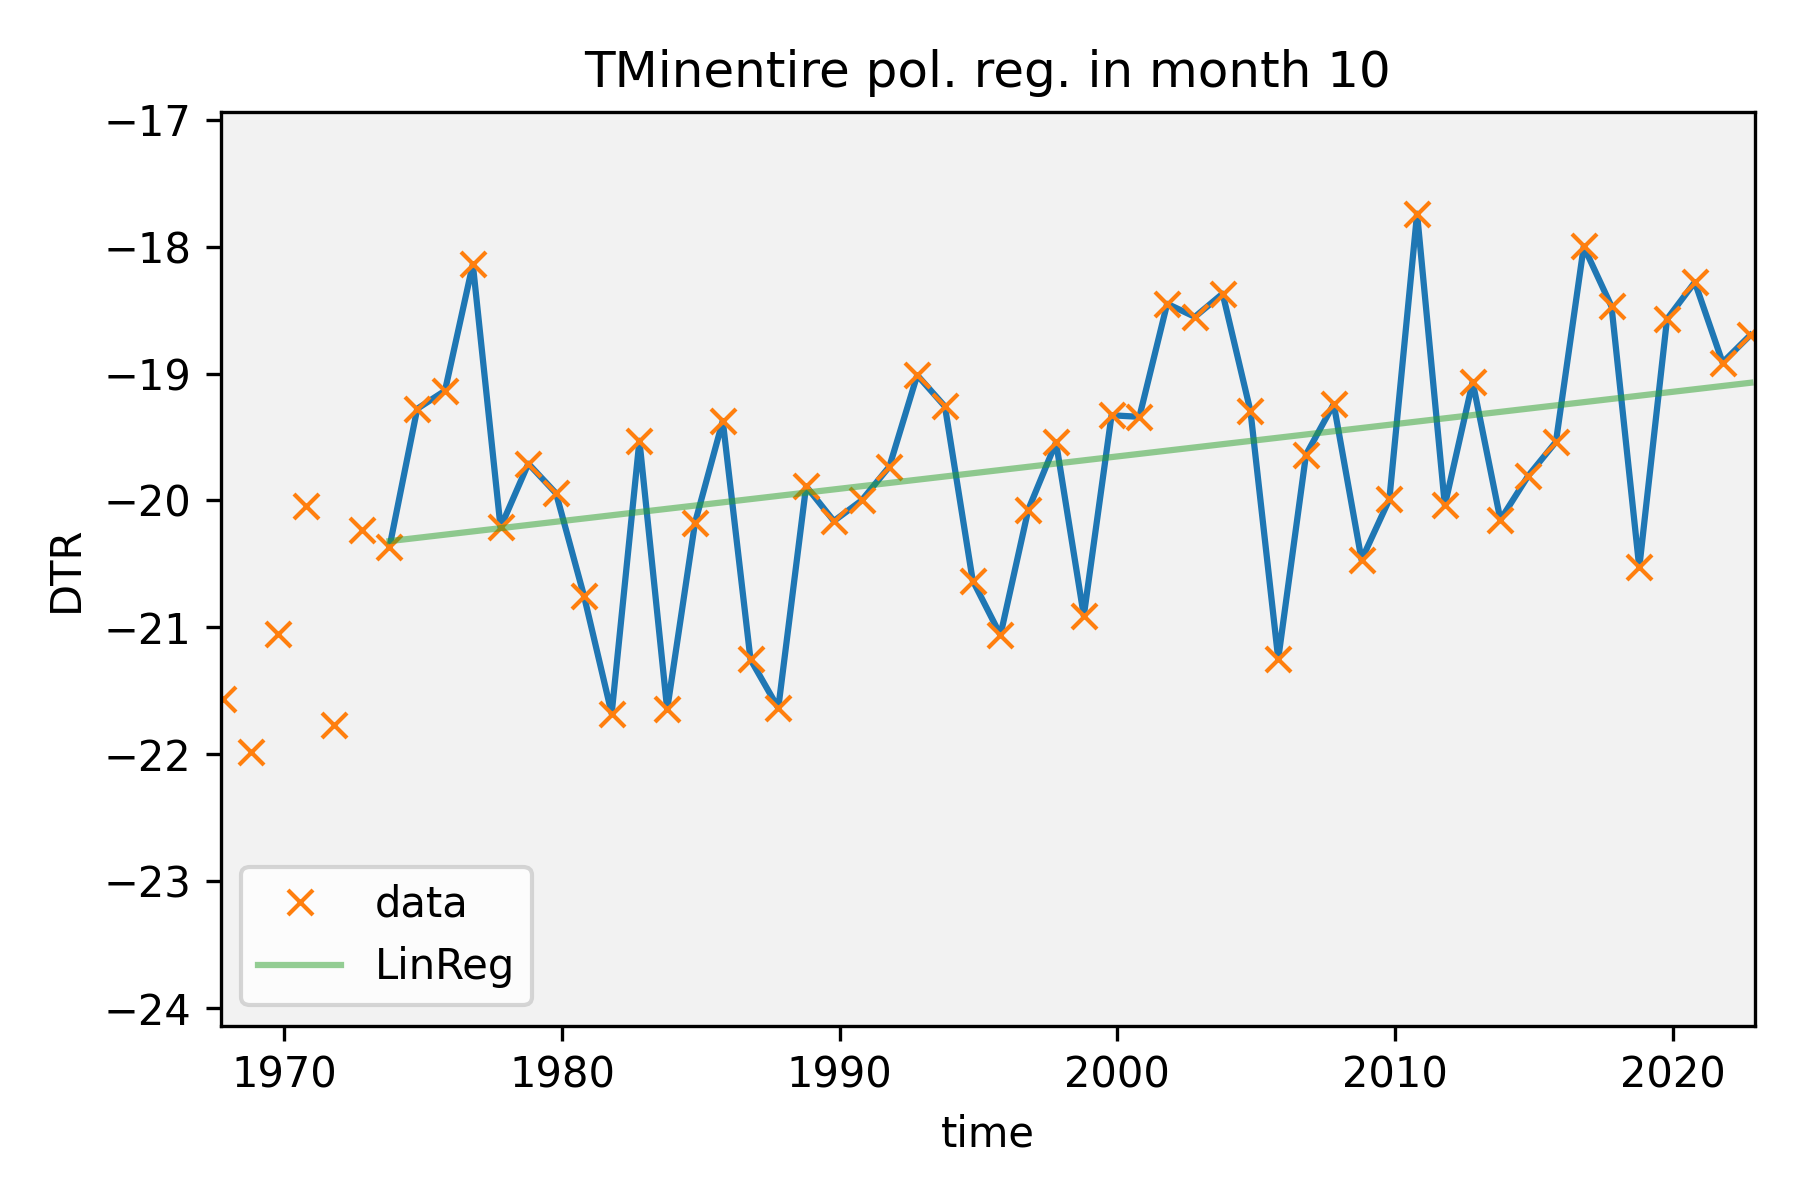 TMinentire pol. reg. in month 10
−17
−18
−19
−20
−21
−22
−23
−24
DTR
data
LinReg
1970 1980 1990 2000 2010 2020
time